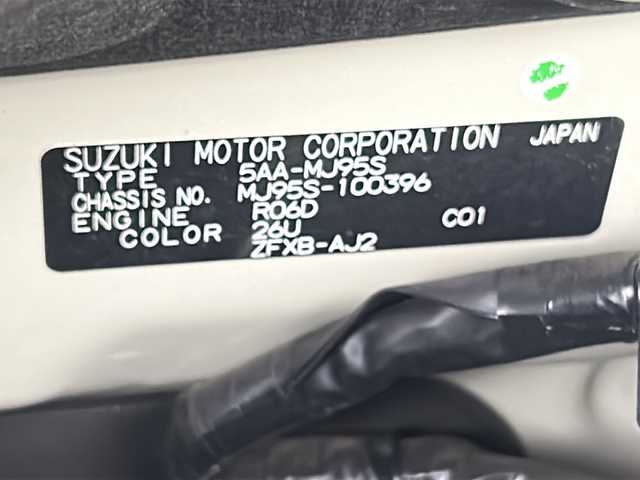 SUZUKI MOTOR CORPORATION JAPAN
TYPE 5AA-MJ95S
CHASSIS NO. MJ95S-100396
ENGINE R06D
COLOR 26U C01
ZFXB-AJ2